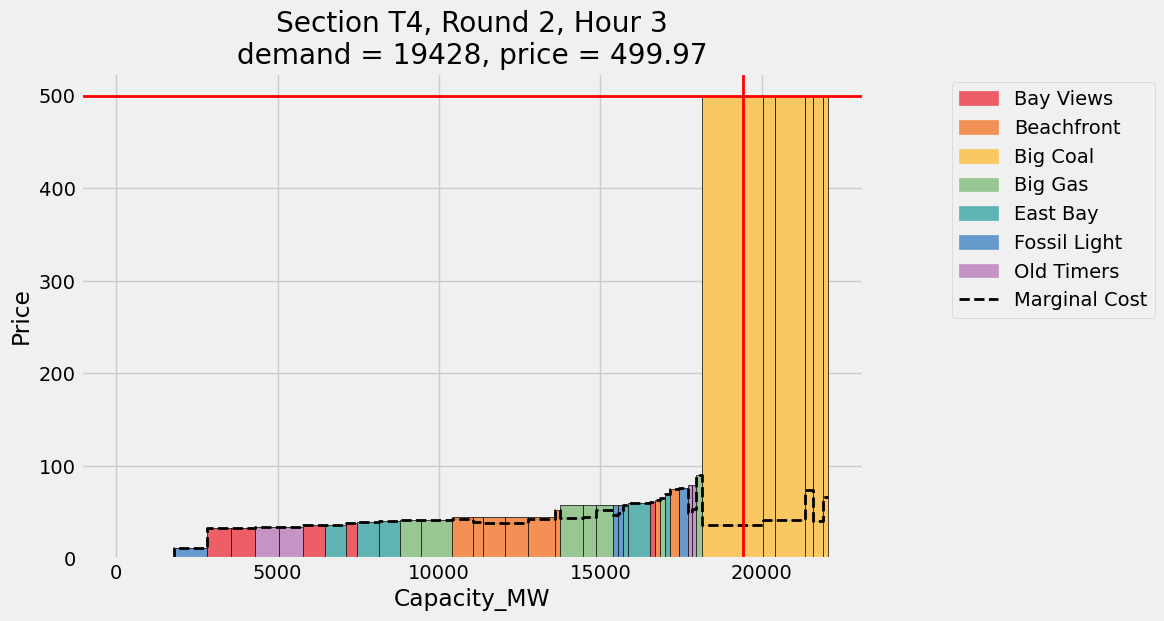 Section T4, Round 2, Hour 3
demand = 19428, price = 499.97
Price
500
400
300
200
100
0
0
5000
10000
15000
20000
Capacity_MW
Bay Views
Beachfront
Big Coal
Big Gas
East Bay
Fossil Light
Old Timers
Marginal Cost